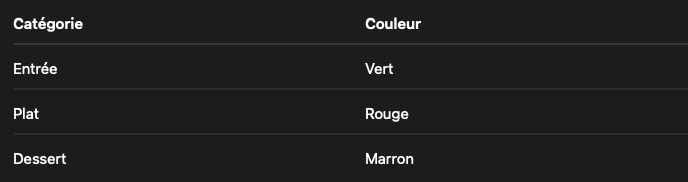 Catégorie Couleur
Entrée Vert
Plat Rouge
Dessert Marron